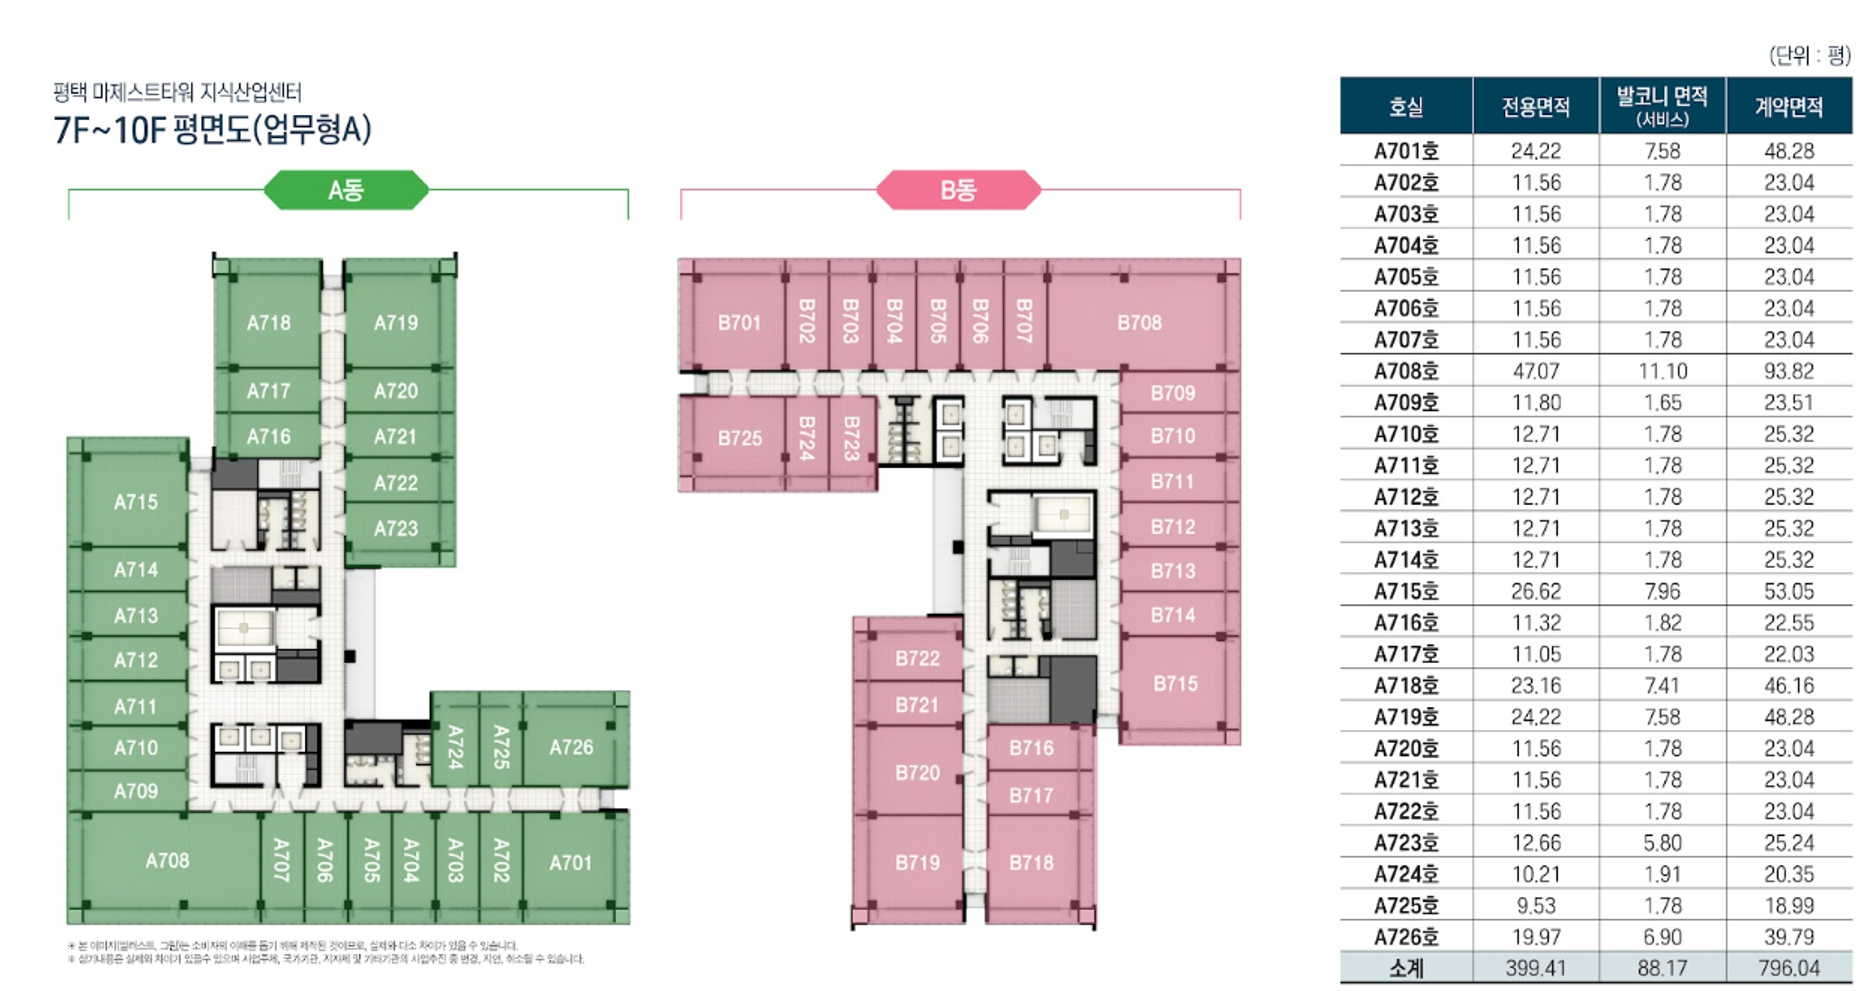 평택 마제스트타워 지식산업센터
7F~10F 평면도(업무형A)
A동
A718
A719
A717
A720
A716
A721
A722
A723
A715
A714
A713
A712
A711
A710
A709
A724
A725
A726
A708
A707
A706
A705
A704
A703
A702
A701
B동
B701
B702
B703
B704
B705
B706
B707
B708
B709
B725
B724
B723
B710
B711
B712
B713
B714
B715
B722
B721
B720
B719
B716
B717
B718
※ 본 이미지(일러스트, 그림)는 소비자의 이해를 돕기 위해 제작된 것이므로, 실제와 다소 차이가 있을 수 있습니다.
※ 상기내용은 실제와 차이가 있을수 있으며 사업주체, 국가기관, 지자체 및 기타기관의 사업추진 중 변경, 지연, 취소될 수 있습니다.
(단위 : 평)
호실 전용면적 발코니 면적 (서비스) 계약면적
A701호 24.22 7.58 48.28
A702호 11.56 1.78 23.04
A703호 11.56 1.78 23.04
A704호 11.56 1.78 23.04
A705호 11.56 1.78 23.04
A706호 11.56 1.78 23.04
A707호 11.56 1.78 23.04
A708호 47.07 11.10 93.82
A709호 11.80 1.65 23.51
A710호 12.71 1.78 25.32
A711호 12.71 1.78 25.32
A712호 12.71 1.78 25.32
A713호 12.71 1.78 25.32
A714호 12.71 1.78 25.32
A715호 26.62 7.96 53.05
A716호 11.32 1.82 22.55
A717호 11.05 1.78 22.03
A718호 23.16 7.41 46.16
A719호 24.22 7.58 48.28
A720호 11.56 1.78 23.04
A721호 11.56 1.78 23.04
A722호 11.56 1.78 23.04
A723호 12.66 5.80 25.24
A724호 10.21 1.91 20.35
A725호 9.53 1.78 18.99
A726호 19.97 6.90 39.79
소계 399.41 88.17 796.04